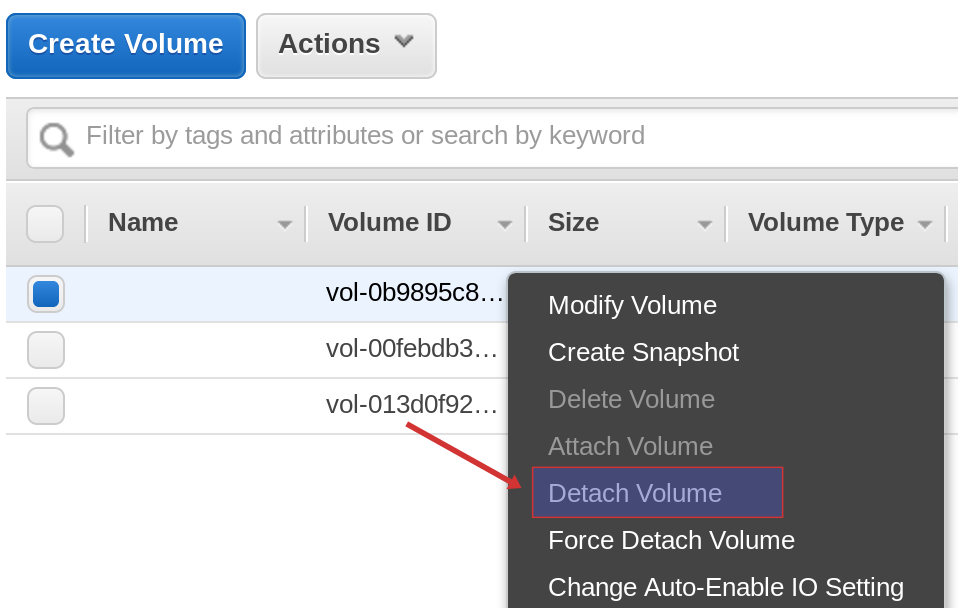 Create Volume
Actions
Filter by tags and attributes or search by keyword
Name Volume ID Size Volume Type
vol-0b9895c8...
vol-00febdb3...
vol-013d0f92...
Modify Volume
Create Snapshot
Delete Volume
Attach Volume
Detach Volume
Force Detach Volume
Change Auto-Enable IO Setting